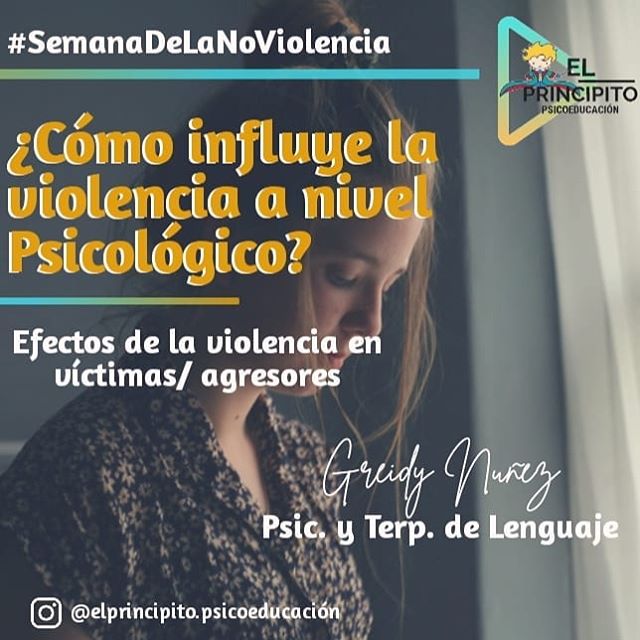 #SemanaDeLaNoViolencia
EL
PRINCIPITO
PSICOEDUCACIÓN
¿Cómo influye la
violencia a nivel
Psicológico?
Efectos de la violencia en
víctimas/ agresores
Greidy Nuñez
Psic. y Terp. de Lenguaje
@elprincipito.psicoeducación